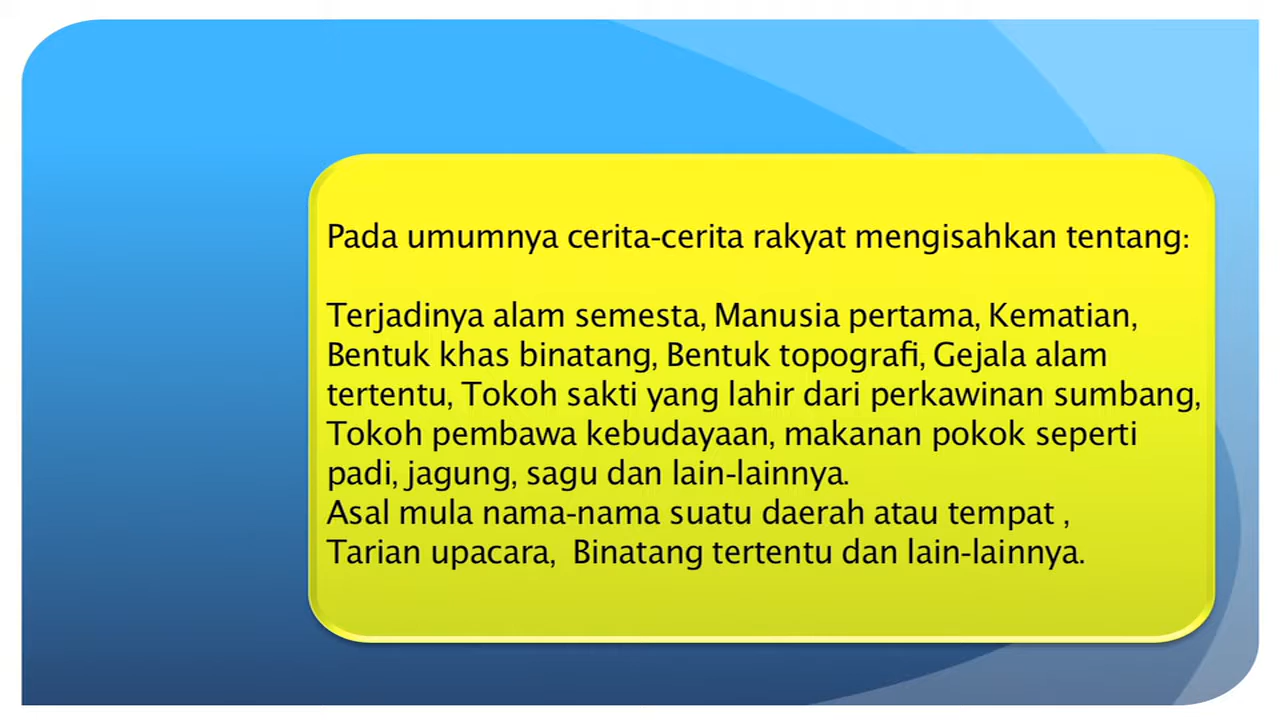 Pada umumnya cerita-cerita rakyat mengisahkan tentang:
Terjadinya alam semesta, Manusia pertama, Kematian,
Bentuk khas binatang, Bentuk topografi, Gejala alam
tertentu, Tokoh sakti yang lahir dari perkawinan sumbang,
Tokoh pembawa kebudayaan, makanan pokok seperti
padi, jagung, sagu dan lain-lainnya.
Asal mula nama-nama suatu daerah atau tempat ,
Tarian upacara,  Binatang tertentu dan lain-lainnya.